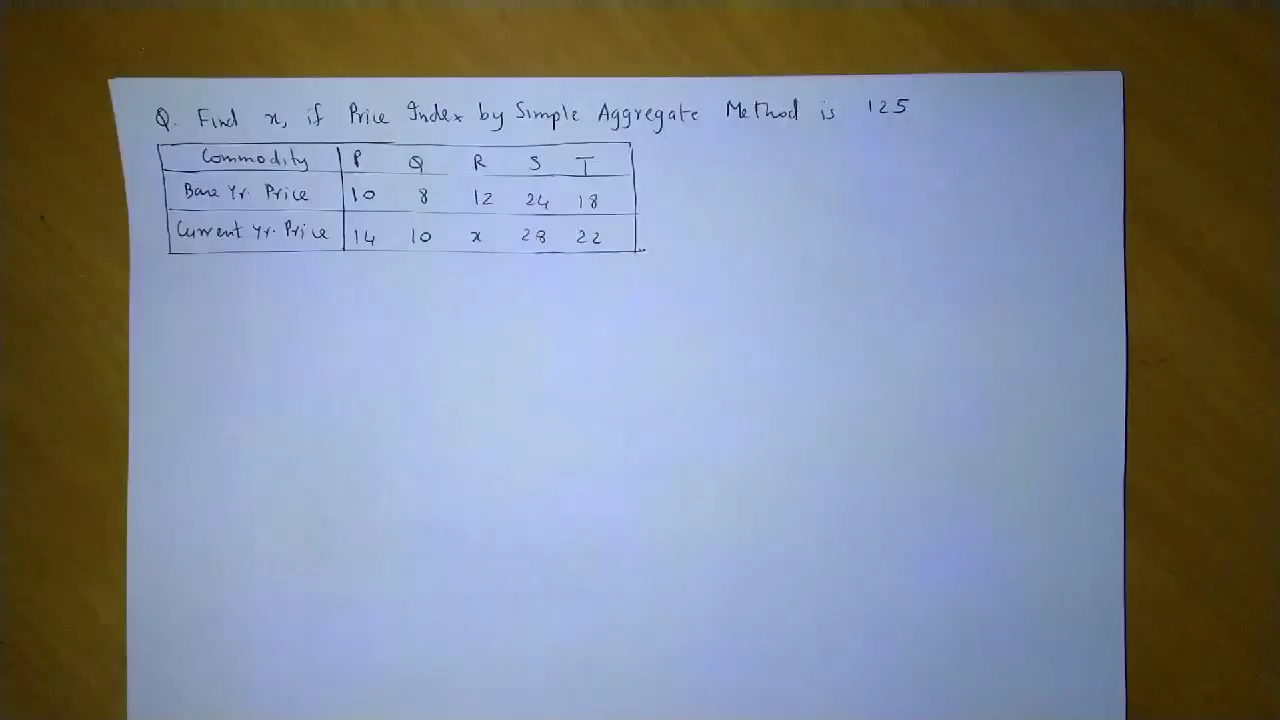 Q. Find x, if Price Index by Simple Aggregate Method is 125
Commodity P Q R S T
Base Yr. Price 10 8 12 24 18
Current Yr. Price 14 10 x 28 22